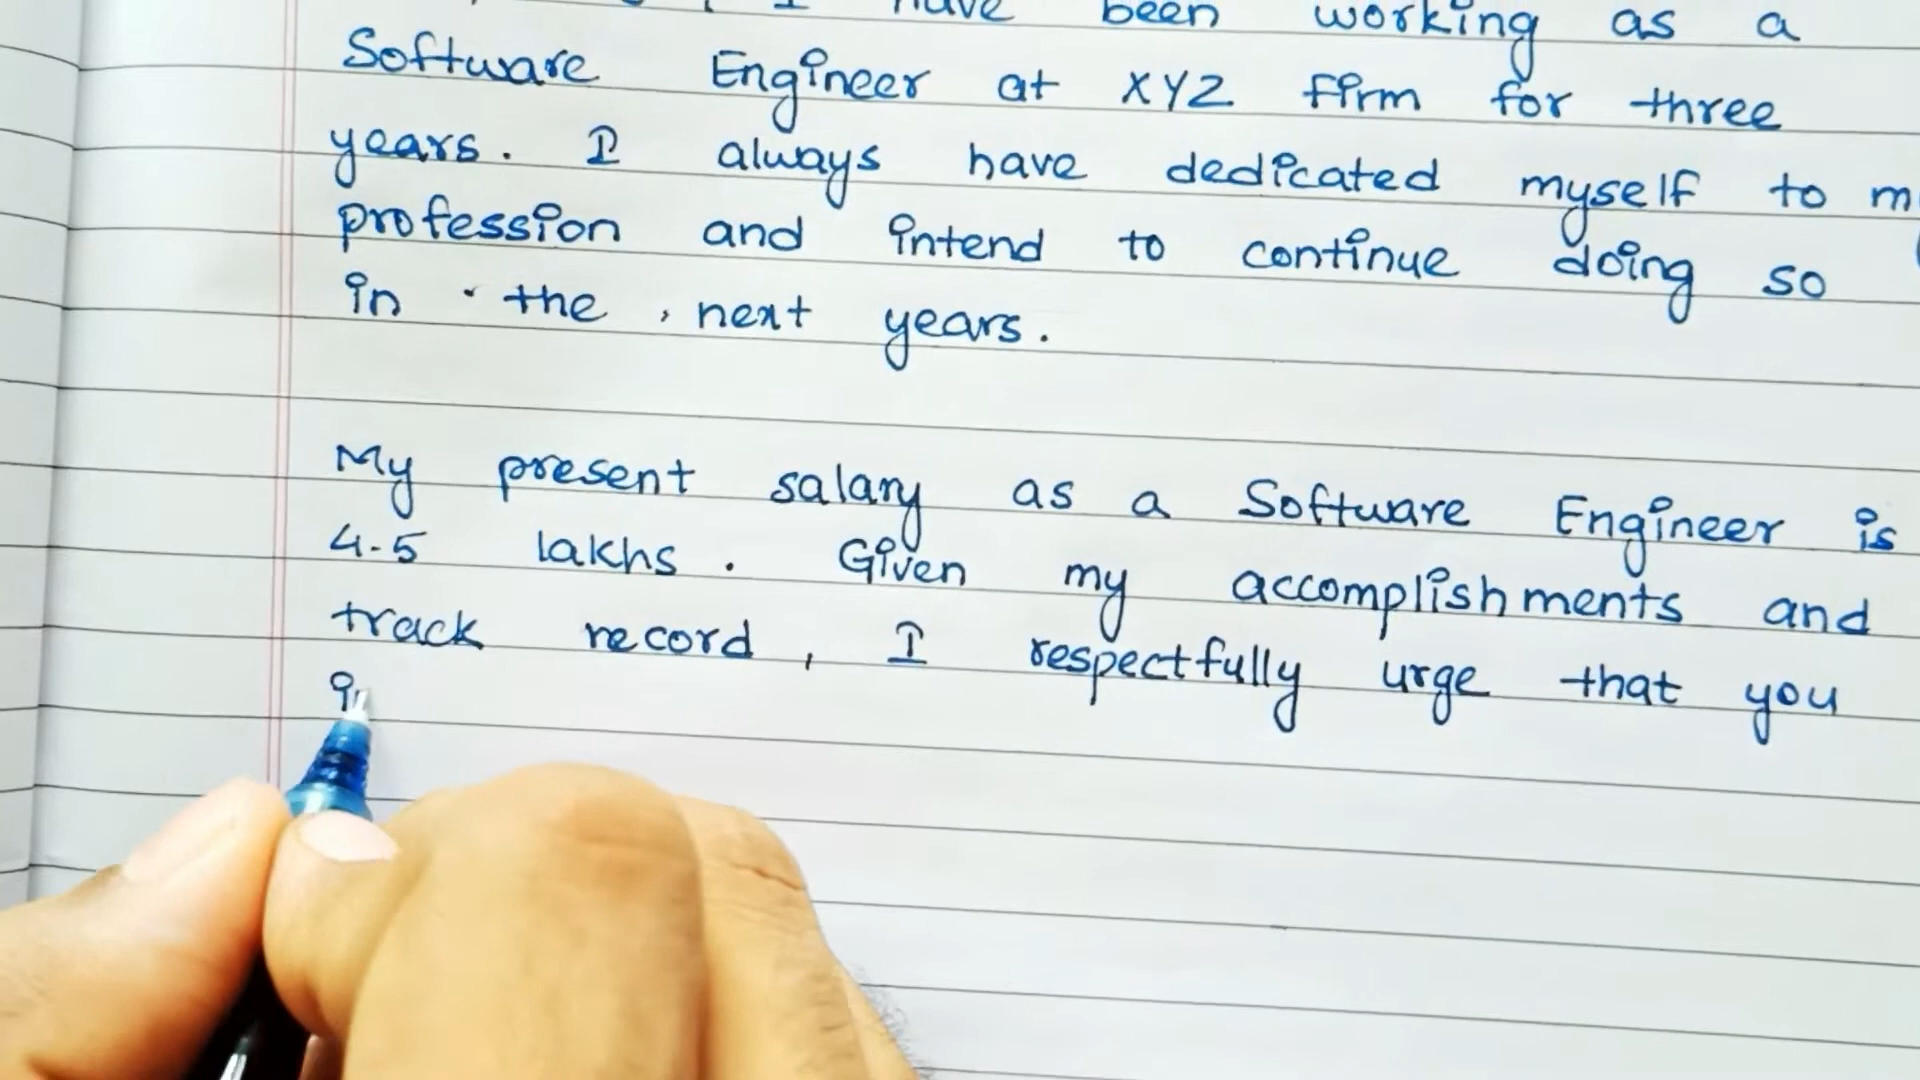 I have been working as a
Software Engineer at XYZ firm for three
years. I always have dedicated myself to m
profession and intend to continue doing so
in the, next years.
My present salary as a Software Engineer is
4.5 lakhs. Given my accomplishments and
track record, I respectfully urge that you
in